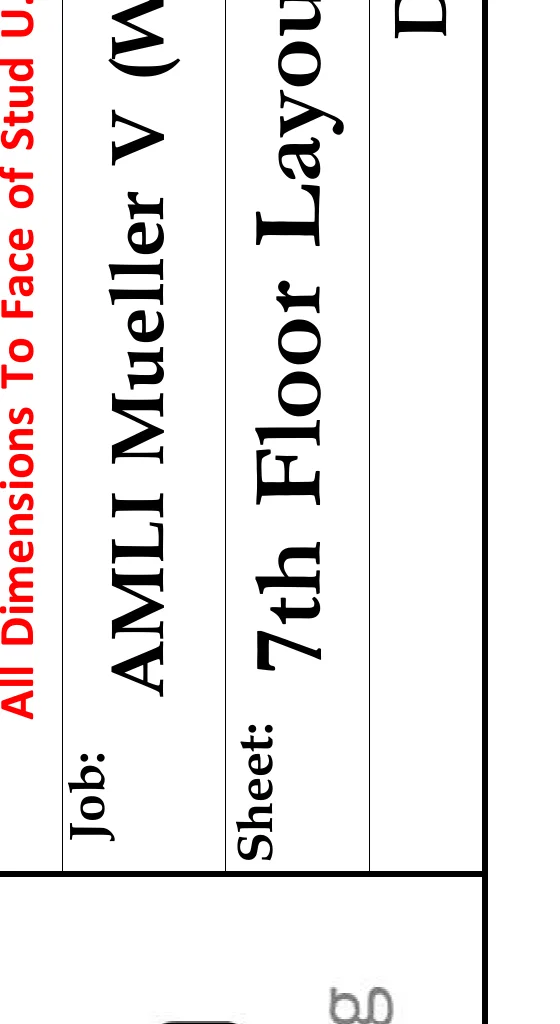 All Dimensions To Face of Stud U.
Job:
AMLI Mueller V (W
Sheet:
7th Floor Layou
D
g